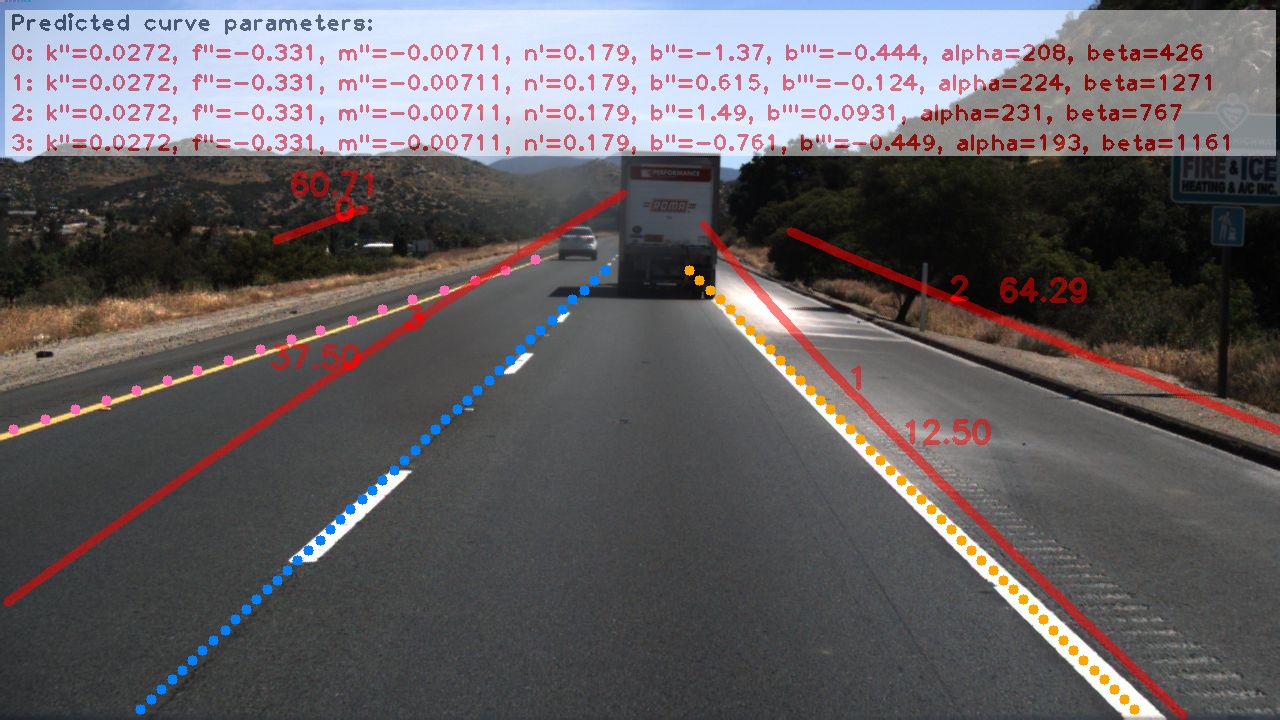 Predicted curve parameters:
0: k''=0.0272, f''=-0.331, m''=-0.00711, n'=0.179, b''=-1.37, b'''=-0.444, alpha=208, beta=426
1: k''=0.0272, f''=-0.331, m''=-0.00711, n'=0.179, b''=0.615, b'''=-0.124, alpha=224, beta=1271
2: k''=0.0272, f''=-0.331, m''=-0.00711, n'=0.179, b''=1.49, b'''=0.0931, alpha=231, beta=767
3: k''=0.0272, f''=-0.331, m''=-0.00711, n'=0.179, b''=-0.761, b'''=-0.449, alpha=193, beta=1161
FIRE & ICE
HEATING & A/C INC.
PERFORMANCE
ROMA
60.71
0
2 64.29
3
37.50
1
12.50